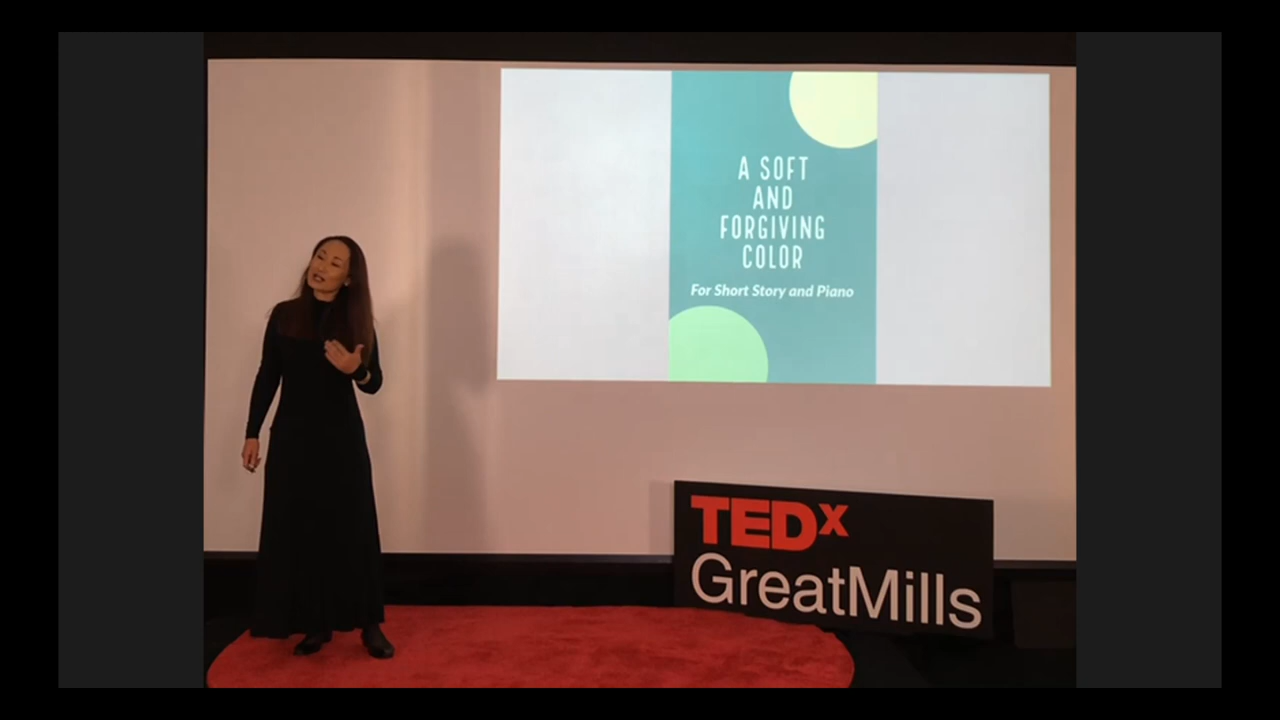 A SOFT
AND
FORGIVING
COLOR
For Short Story and Piano
TEDx
GreatMills